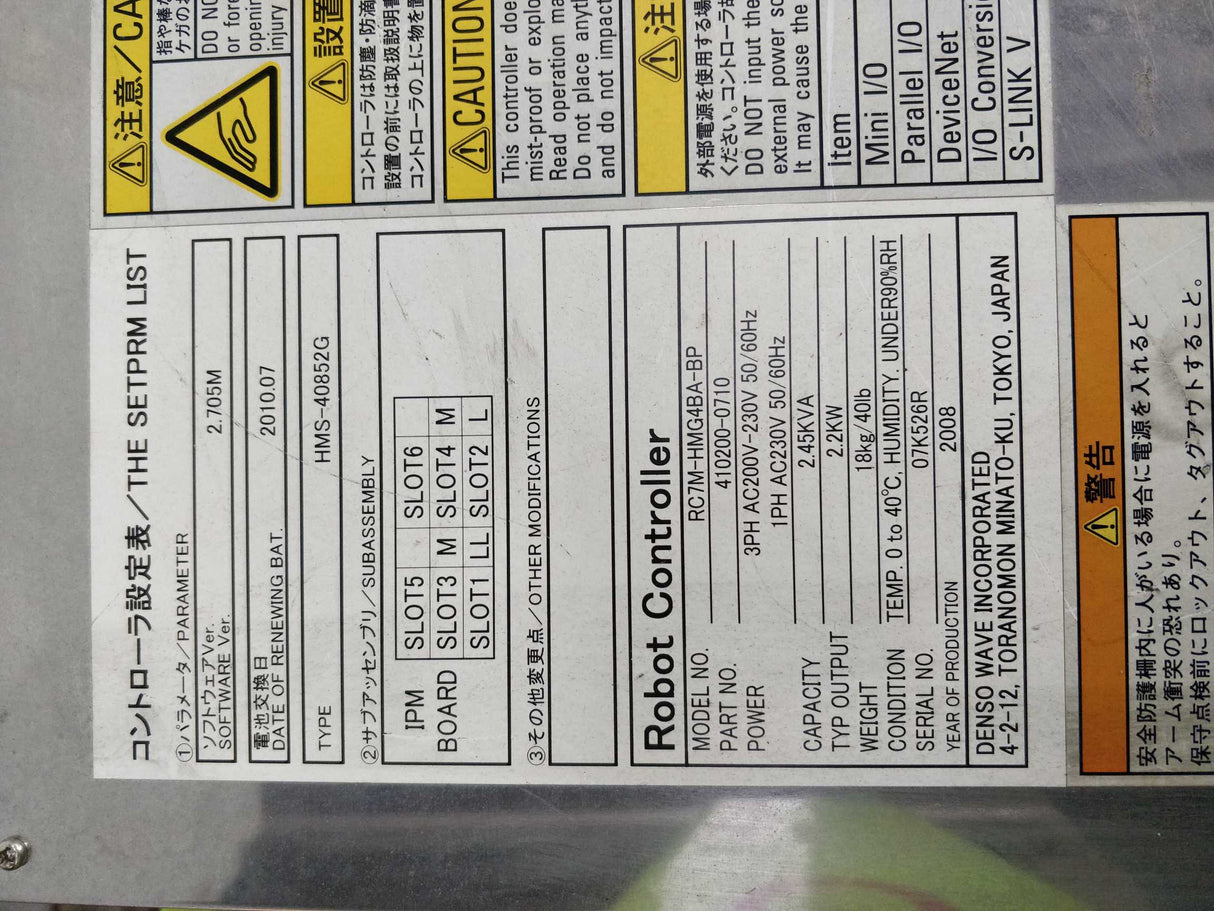 コントローラ設定表/THE SETPRM LIST
①パラメータ/PARAMETER
ソフトウェアVer.
SOFTWARE Ver. 2.705M
電池交換日
DATE OF RENEWING BAT. 2010.07
TYPE HMS-40852G
②サブアッセンブリ/SUBASSEMBLY
IPM BOARD
SLOT5 SLOT6
SLOT3 M SLOT4 M
SLOT1 LL SLOT2 L
③その他変更点/OTHER MODIFICATIONS
Robot Controller
MODEL NO. RC7M-HMG4BA-BP
PART NO. 410200-0710
POWER 3PH AC200V-230V 50/60Hz
1PH AC230V 50/60Hz
CAPACITY 2.45KVA
TYP OUTPUT 2.2KW
WEIGHT 18kg/40lb
CONDITION TEMP. 0 to 40℃, HUMIDITY. UNDER90%RH
SERIAL NO. 07K526R
YEAR OF PRODUCTION 2008
DENSO WAVE INCORPORATED
4-2-12, TORANOMON MINATO-KU, TOKYO, JAPAN
注意/CA
指や棒
ケガのお
DO NO
or fore
opening
injury
設置
コントローラは防塵・防滴
設置の前には取扱説明書
コントローラの上に物を置
CAUTION
This controller doe
mist-proof or explo
Read operation ma
Do not place anyth
and do not impact
注
外部電源を使用する場
ください。コントローラ故
DO NOT input the
external power so
It may cause the
Item
Mini I/O
Parallel I/O
DeviceNet
I/O Conversi
S-LINK V
警告
安全防護柵内に人がいる場合に電源を入れると
アーム衝突の恐れあり。
保守点検前にロックアウト、タグアウトすること。